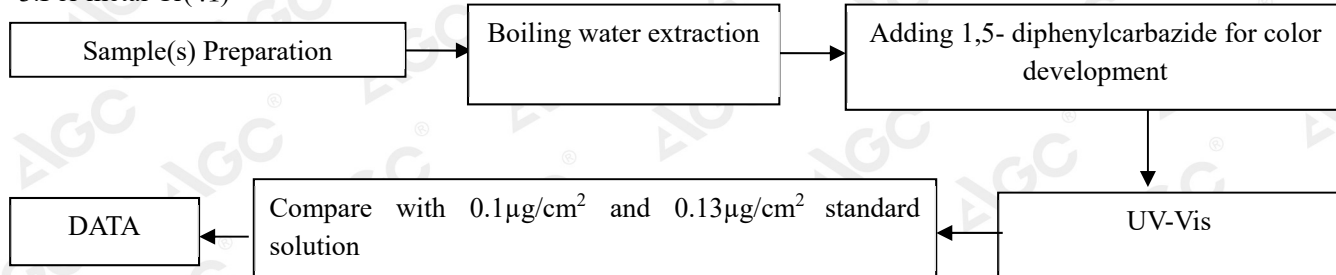 Sample(s) Preparation
Boiling water extraction
Adding 1,5- diphenylcarbazide for color
development
UV-Vis
Compare with 0.1μg/cm² and 0.13μg/cm² standard
solution
DATA
AGC